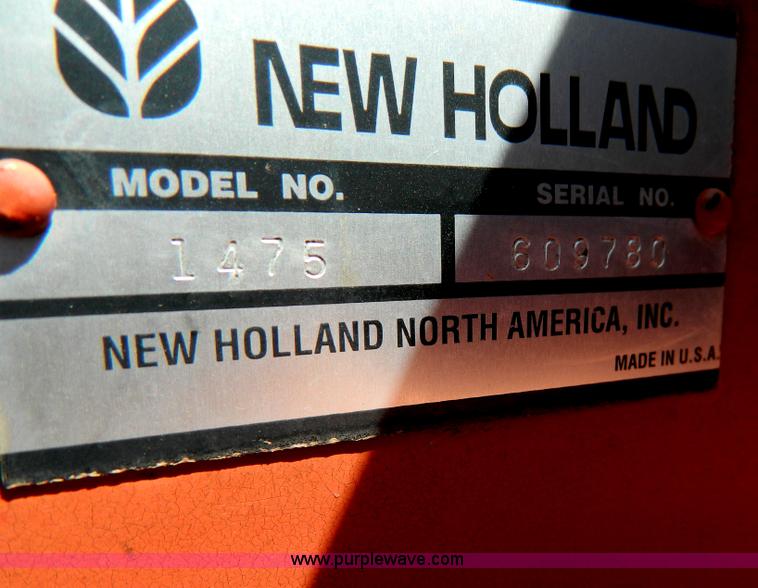 NEW HOLLAND
MODEL NO. SERIAL NO.
1475 609780
NEW HOLLAND NORTH AMERICA, INC.
MADE IN U.S.A.
www.purplewave.com